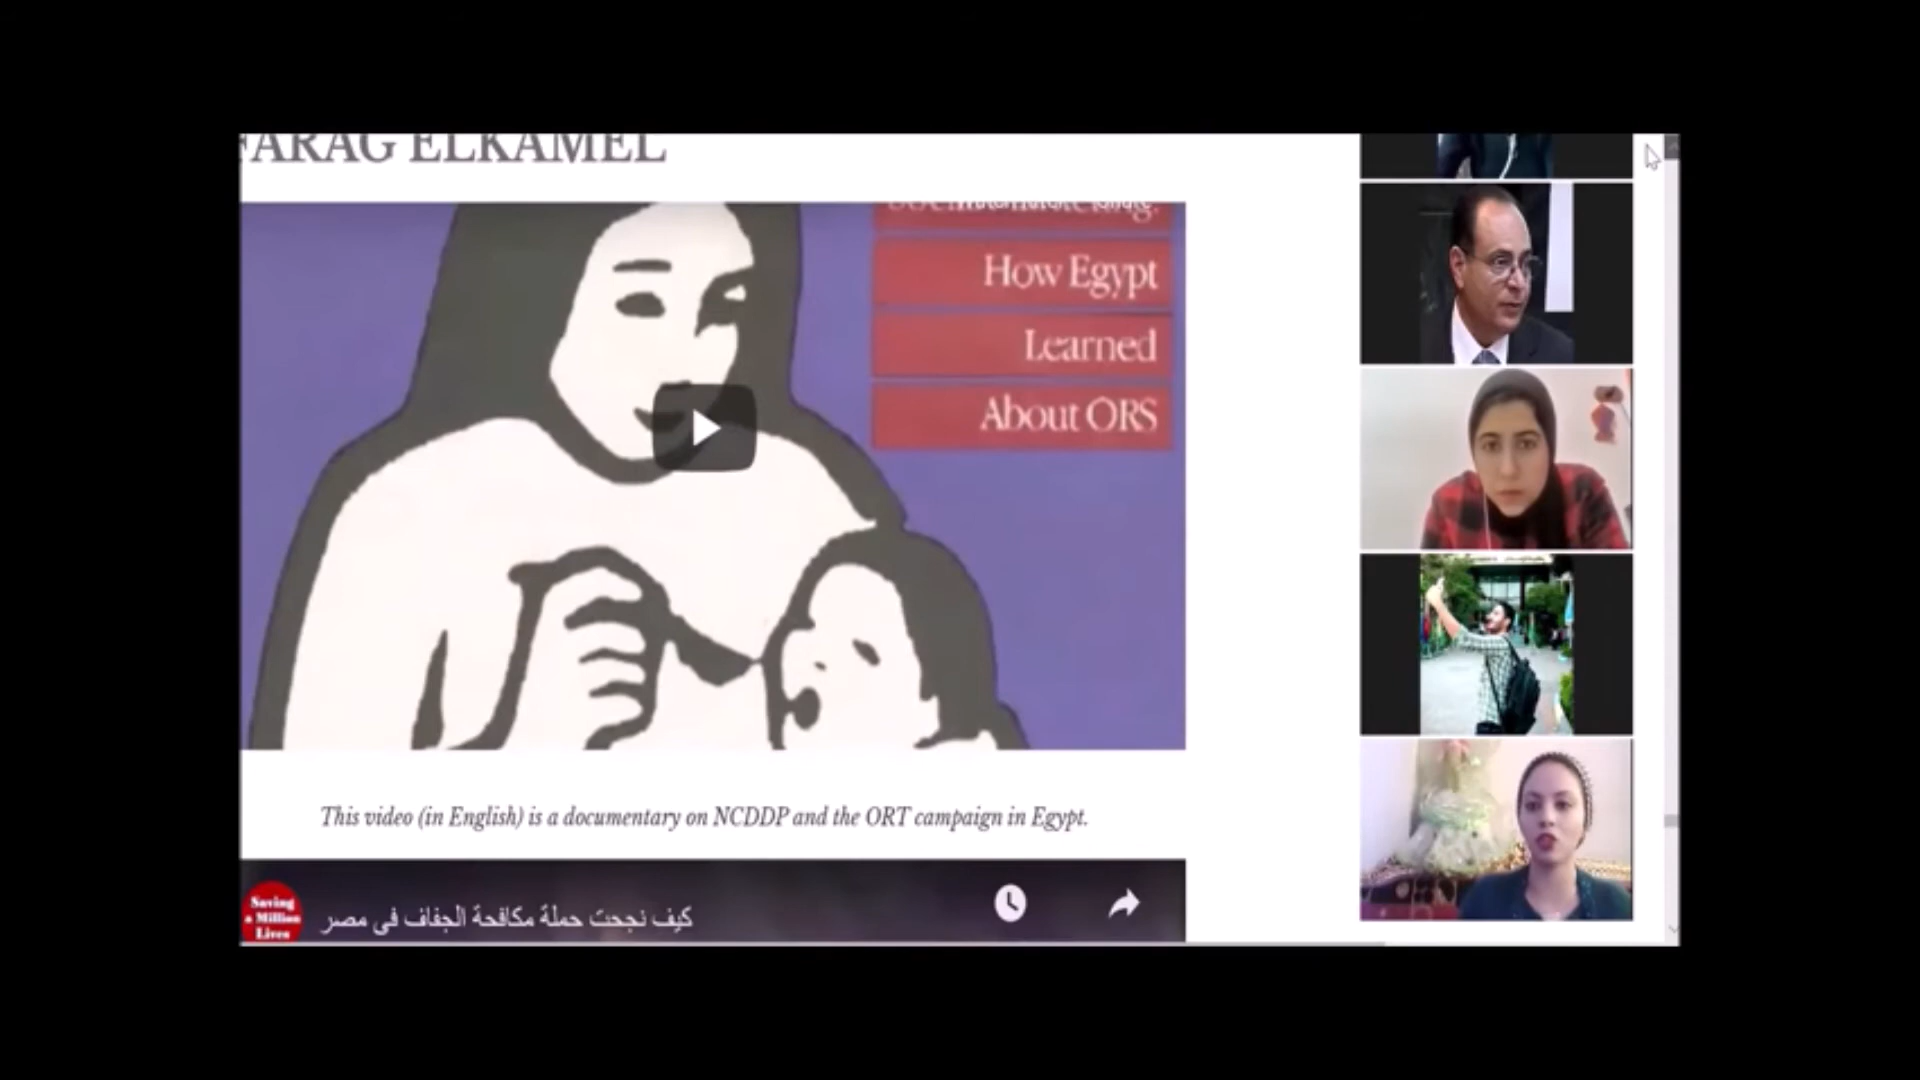 FARAG ELKAMEL
How Egypt
Learned
About ORS
This video (in English) is a documentary on NCDDP and the ORT campaign in Egypt.
Saving
a Million
Lives
كيف نجحت حملة مكافحة الجفاف فى مصر